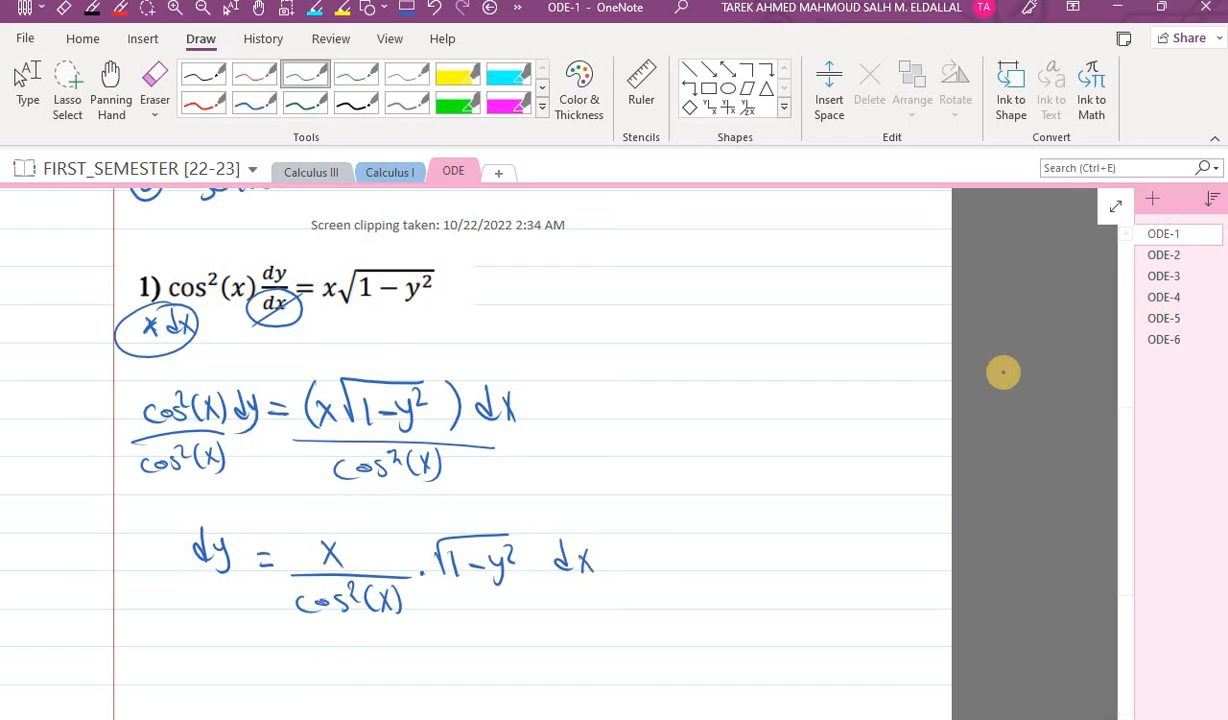 ODE-1 - OneNote
TAREK AHMED MAHMOUD SALH M. ELDALLAL TA
File Home Insert Draw History Review View Help Share
Type Lasso Select Panning Hand Eraser Color & Thickness Ruler Insert Space Delete Arrange Rotate Ink to Shape Ink to Text Ink to Math
Tools Stencils Shapes Edit Convert
FIRST_SEMESTER [22-23] Calculus III Calculus I ODE Search (Ctrl+E)
Screen clipping taken: 10/22/2022 2:34 AM
1) cos²(x) dy/dx = x√(1 − y²)
* dx
cos²(x) dy / cos²(x) = (x√(1−y²)) dx / cos²(x)
dy = x / cos²(x) . √(1−y²) dx
ODE-1
ODE-2
ODE-3
ODE-4
ODE-5
ODE-6